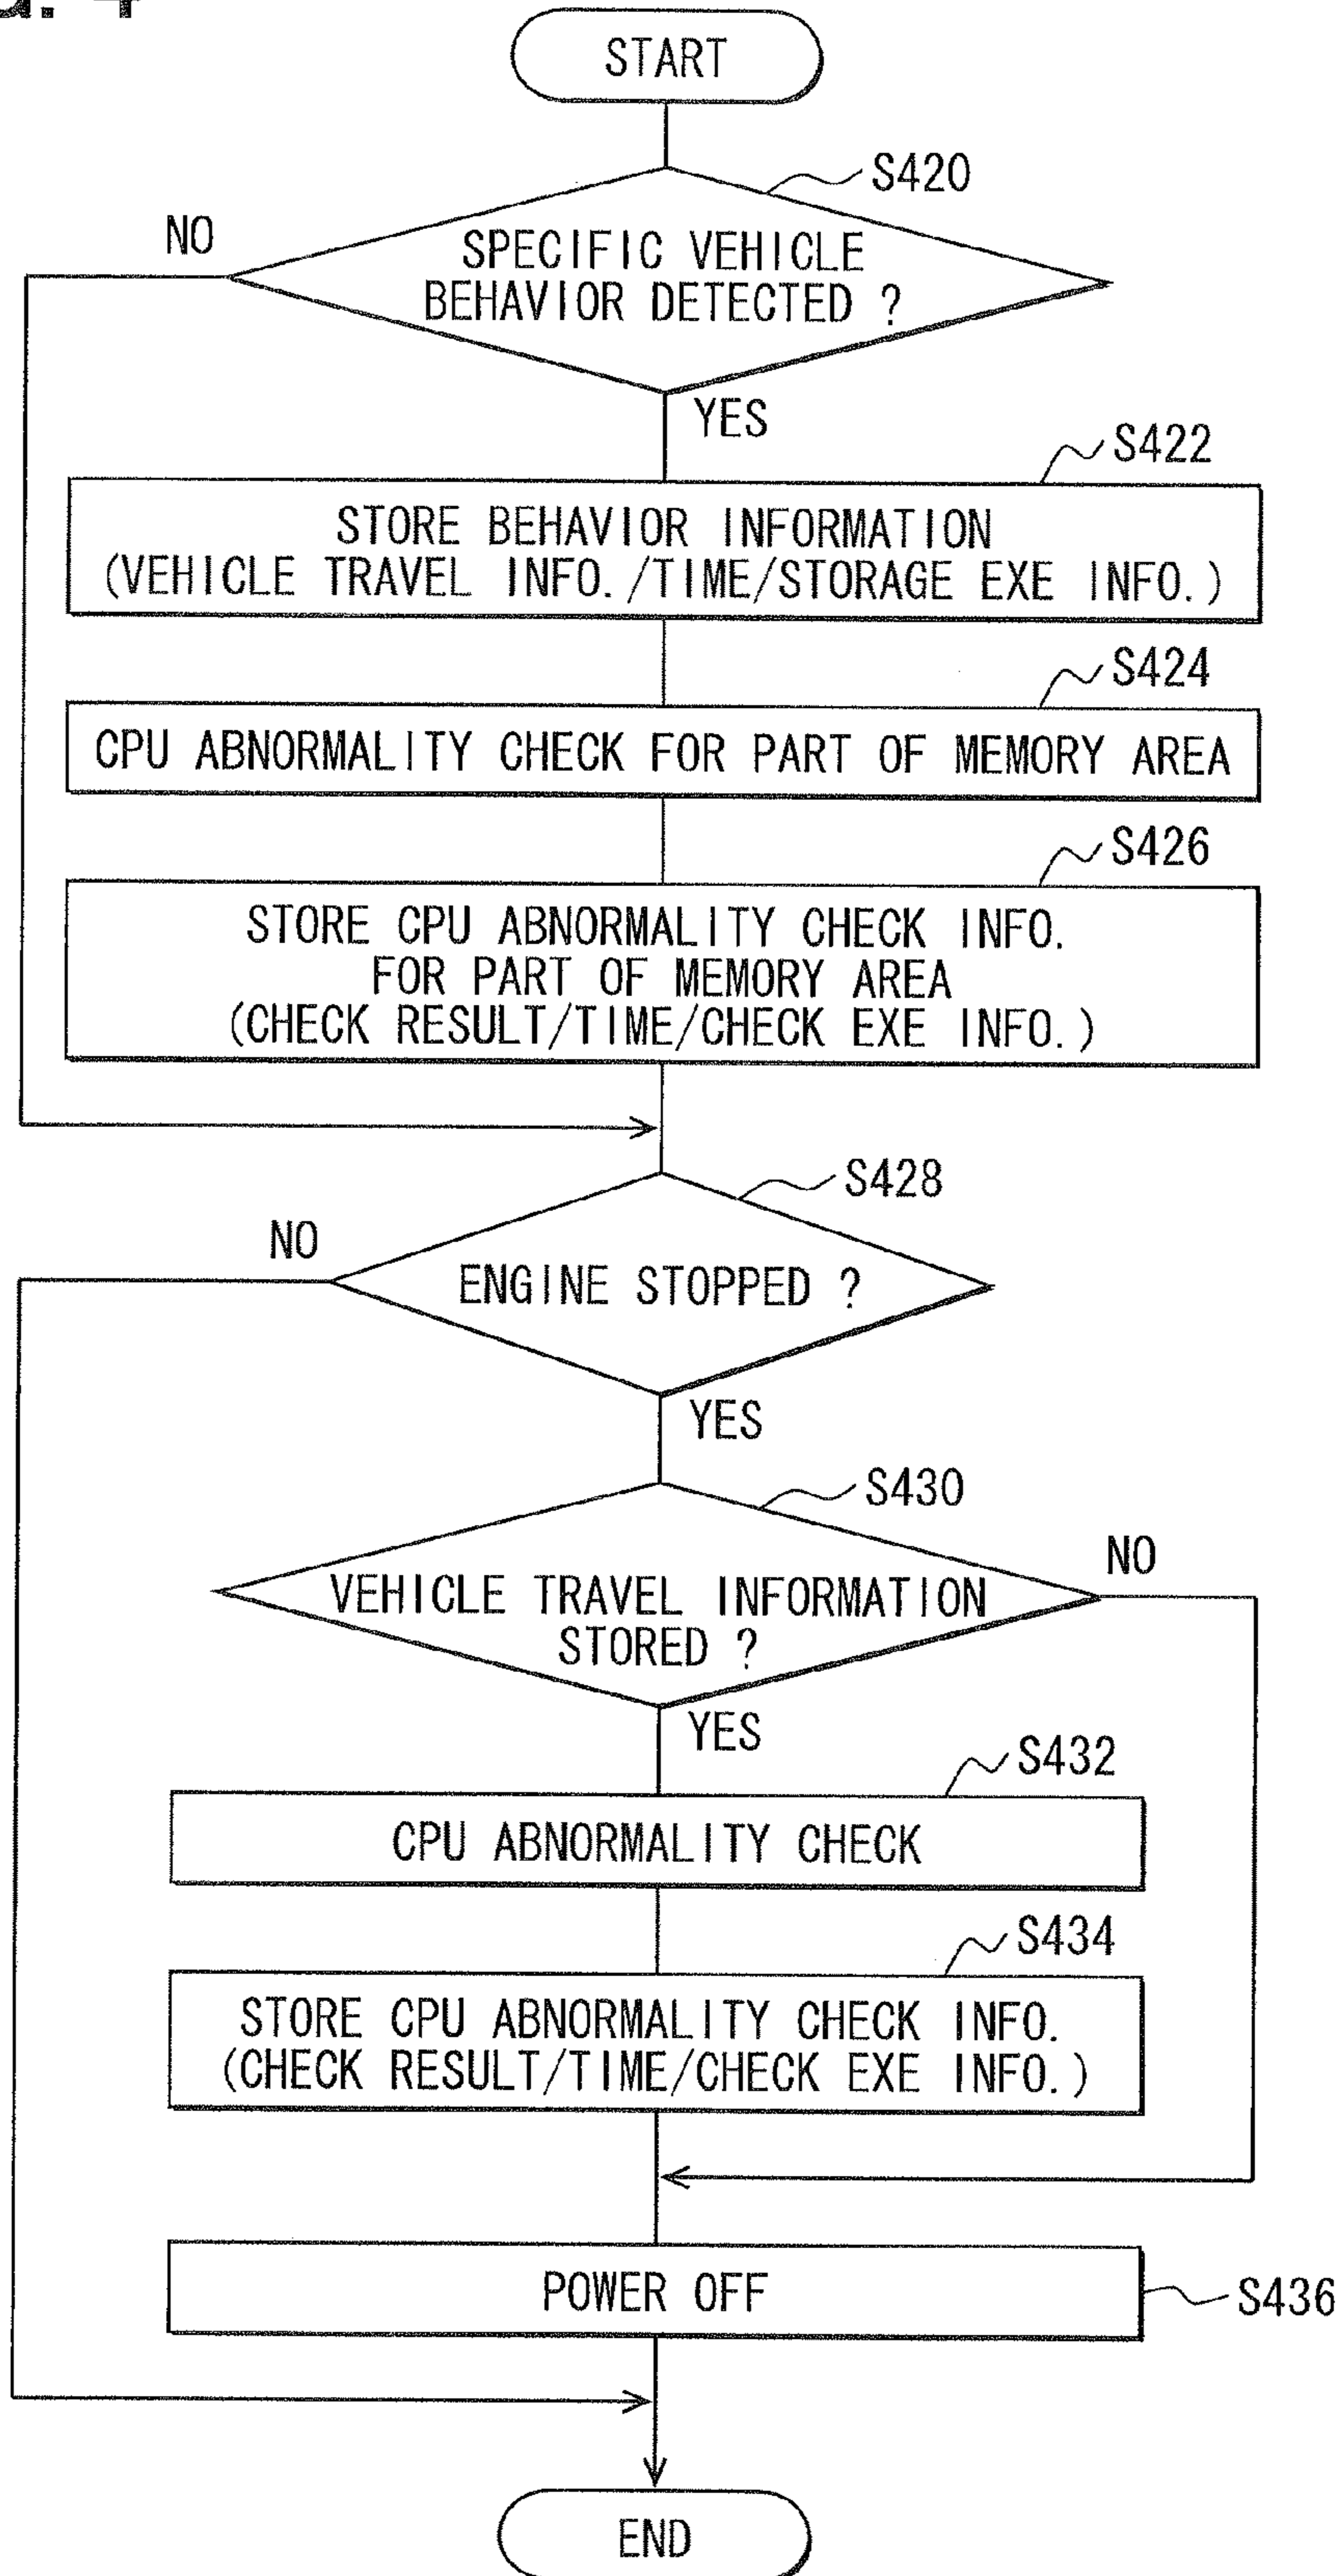 START
S420
NO
SPECIFIC VEHICLE
BEHAVIOR DETECTED ?
YES
S422
STORE BEHAVIOR INFORMATION
(VEHICLE TRAVEL INFO./TIME/STORAGE EXE INFO.)
S424
CPU ABNORMALITY CHECK FOR PART OF MEMORY AREA
S426
STORE CPU ABNORMALITY CHECK INFO.
FOR PART OF MEMORY AREA
(CHECK RESULT/TIME/CHECK EXE INFO.)
S428
NO
ENGINE STOPPED ?
YES
S430
NO
VEHICLE TRAVEL INFORMATION
STORED ?
YES
S432
CPU ABNORMALITY CHECK
S434
STORE CPU ABNORMALITY CHECK INFO.
(CHECK RESULT/TIME/CHECK EXE INFO.)
POWER OFF
S436
END